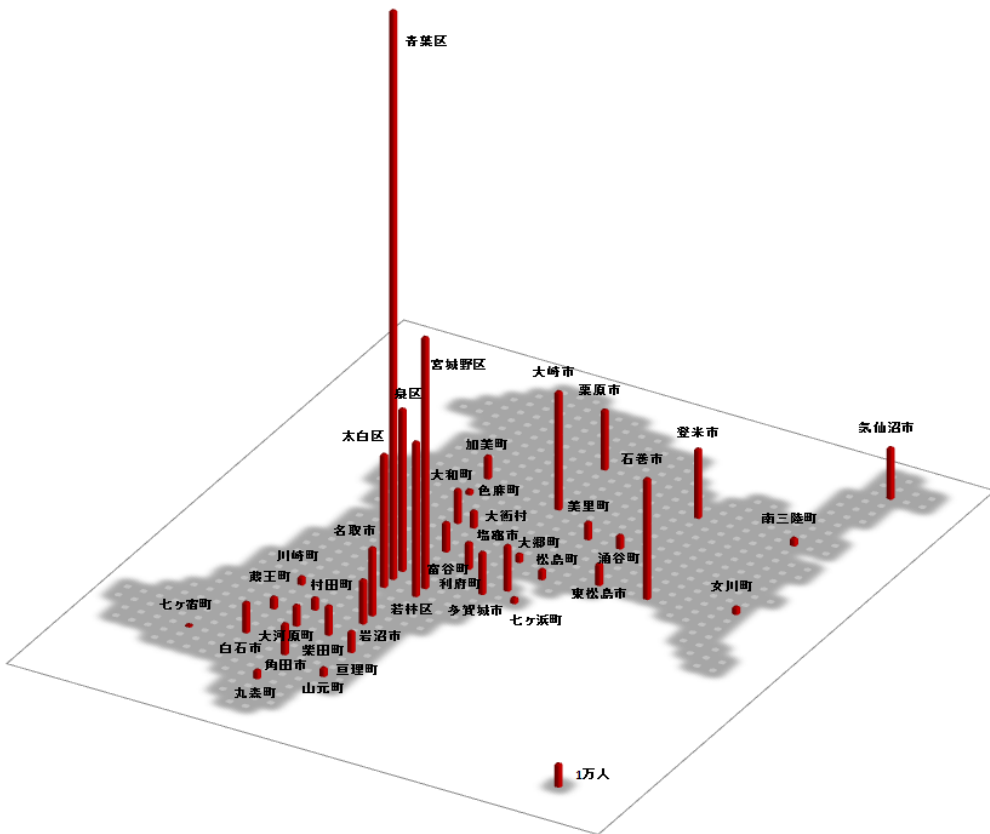 青葉区
宮城野区
大崎市
泉区
栗原市
気仙沼市
登米市
太白区
加美町
石巻市
大和町
色麻町
美里町
大衡村
南三陸町
名取市
塩竈市
大郷町
川崎町
松島町
涌谷町
富谷町
蔵王町
利府町
村田町
女川町
東松島市
七ヶ宿町
若林区
多賀城市
七ヶ浜町
大河原町
岩沼市
白石市
柴田町
角田市
亘理町
丸森町
山元町
1万人